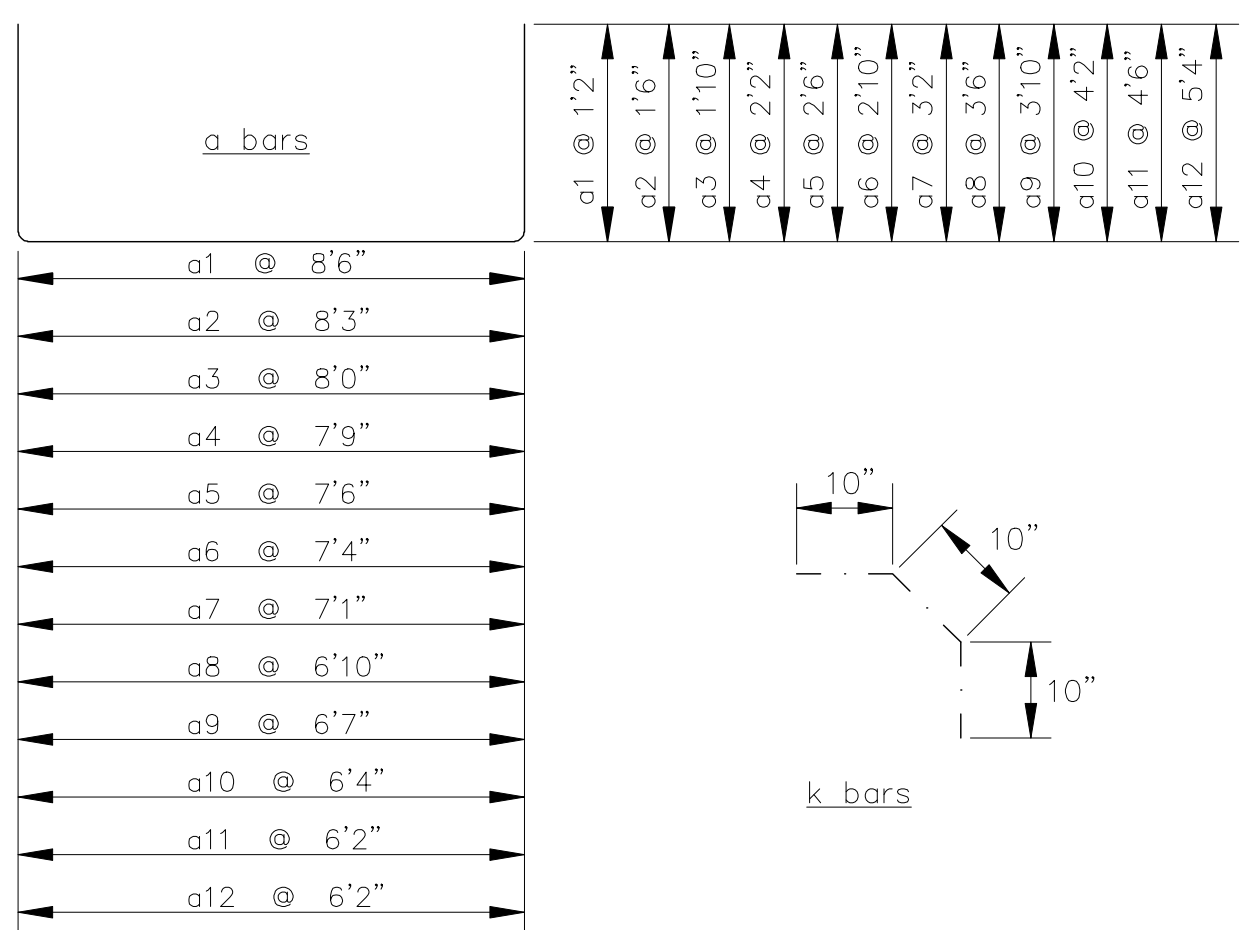 a bars
a1 @ 1’2”
a2 @ 1’6”
a3 @ 1’10”
a4 @ 2’2”
a5 @ 2’6”
a6 @ 2’10”
a7 @ 3’2”
a8 @ 3’6”
a9 @ 3’10”
a10 @ 4’2”
a11 @ 4’6”
a12 @ 5’4”
a1 @ 8’6”
a2 @ 8’3”
a3 @ 8’0”
a4 @ 7’9”
a5 @ 7’6”
a6 @ 7’4”
a7 @ 7’1”
a8 @ 6’10”
a9 @ 6’7”
a10 @ 6’4”
a11 @ 6’2”
a12 @ 6’2”
10”
10”
10”
k bars